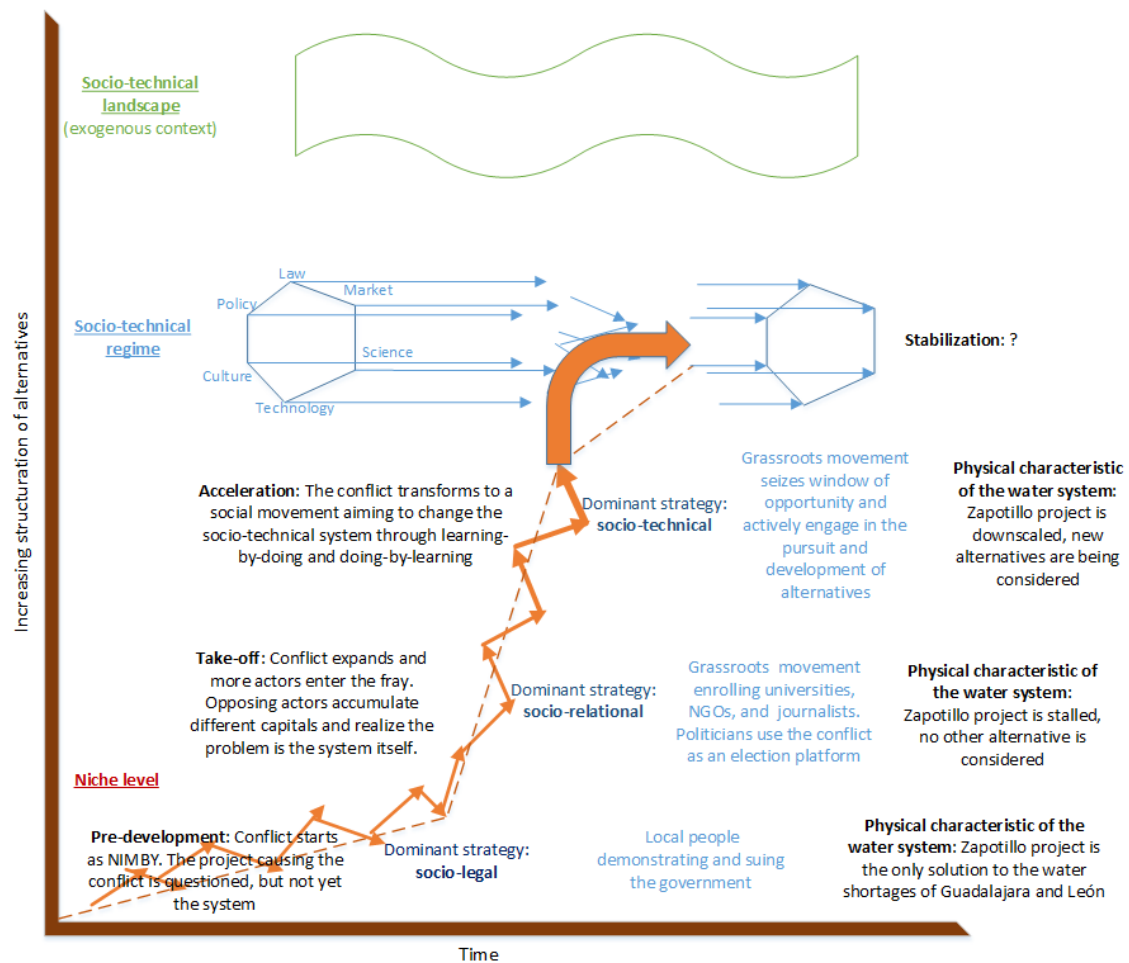 Socio-technical
landscape
(exogenous context)
Law
Market
Policy
Science
Culture
Technology
Socio-technical
regime
Stabilization: ?
Increasing structuration of alternatives
Acceleration: The conflict transforms to a
social movement aiming to change the
socio-technical system through learning-
by-doing and doing-by-learning
Dominant strategy:
socio-technical
Grassroots movement
seizes window of
opportunity and
actively engage in the
pursuit and
development of
alternatives
Physical characteristic
of the water system:
Zapotillo project is
downscaled, new
alternatives are being
considered
Take-off: Conflict expands and
more actors enter the fray.
Opposing actors accumulate
different capitals and realize the
problem is the system itself.
Dominant strategy:
socio-relational
Grassroots movement
enrolling universities,
NGOs, and journalists.
Politicians use the conflict
as an election platform
Physical characteristic of
the water system:
Zapotillo project is stalled,
no other alternative is
considered
Niche level
Pre-development: Conflict starts
as NIMBY. The project causing the
conflict is questioned, but not yet
the system
Dominant strategy:
socio-legal
Local people
demonstrating and suing
the government
Physical characteristic of the
water system: Zapotillo project is
the only solution to the water
shortages of Guadalajara and León
Time